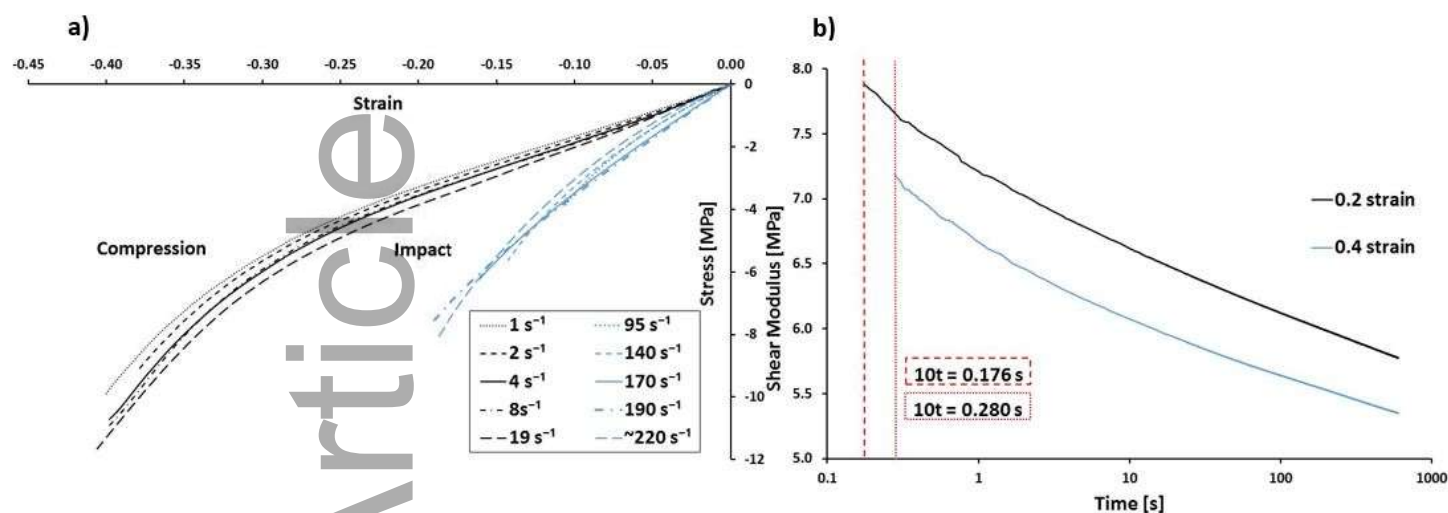 a)
-0.45 -0.40 -0.35 -0.30 -0.25 -0.20 -0.15 -0.10 -0.05 0.00
0
-2
-4
-6
-8
-10
-12
Strain
Stress [MPa]
Compression
Impact
1 s⁻¹ 95 s⁻¹
2 s⁻¹ 140 s⁻¹
4 s⁻¹ 170 s⁻¹
8s⁻¹ 190 s⁻¹
19 s⁻¹ ~220 s⁻¹
Article
b)
8.0
7.5
7.0
6.5
6.0
5.5
5.0
Shear Modulus [MPa]
0.2 strain
0.4 strain
10t = 0.176 s
10t = 0.280 s
0.1 1 10 100 1000
Time [s]